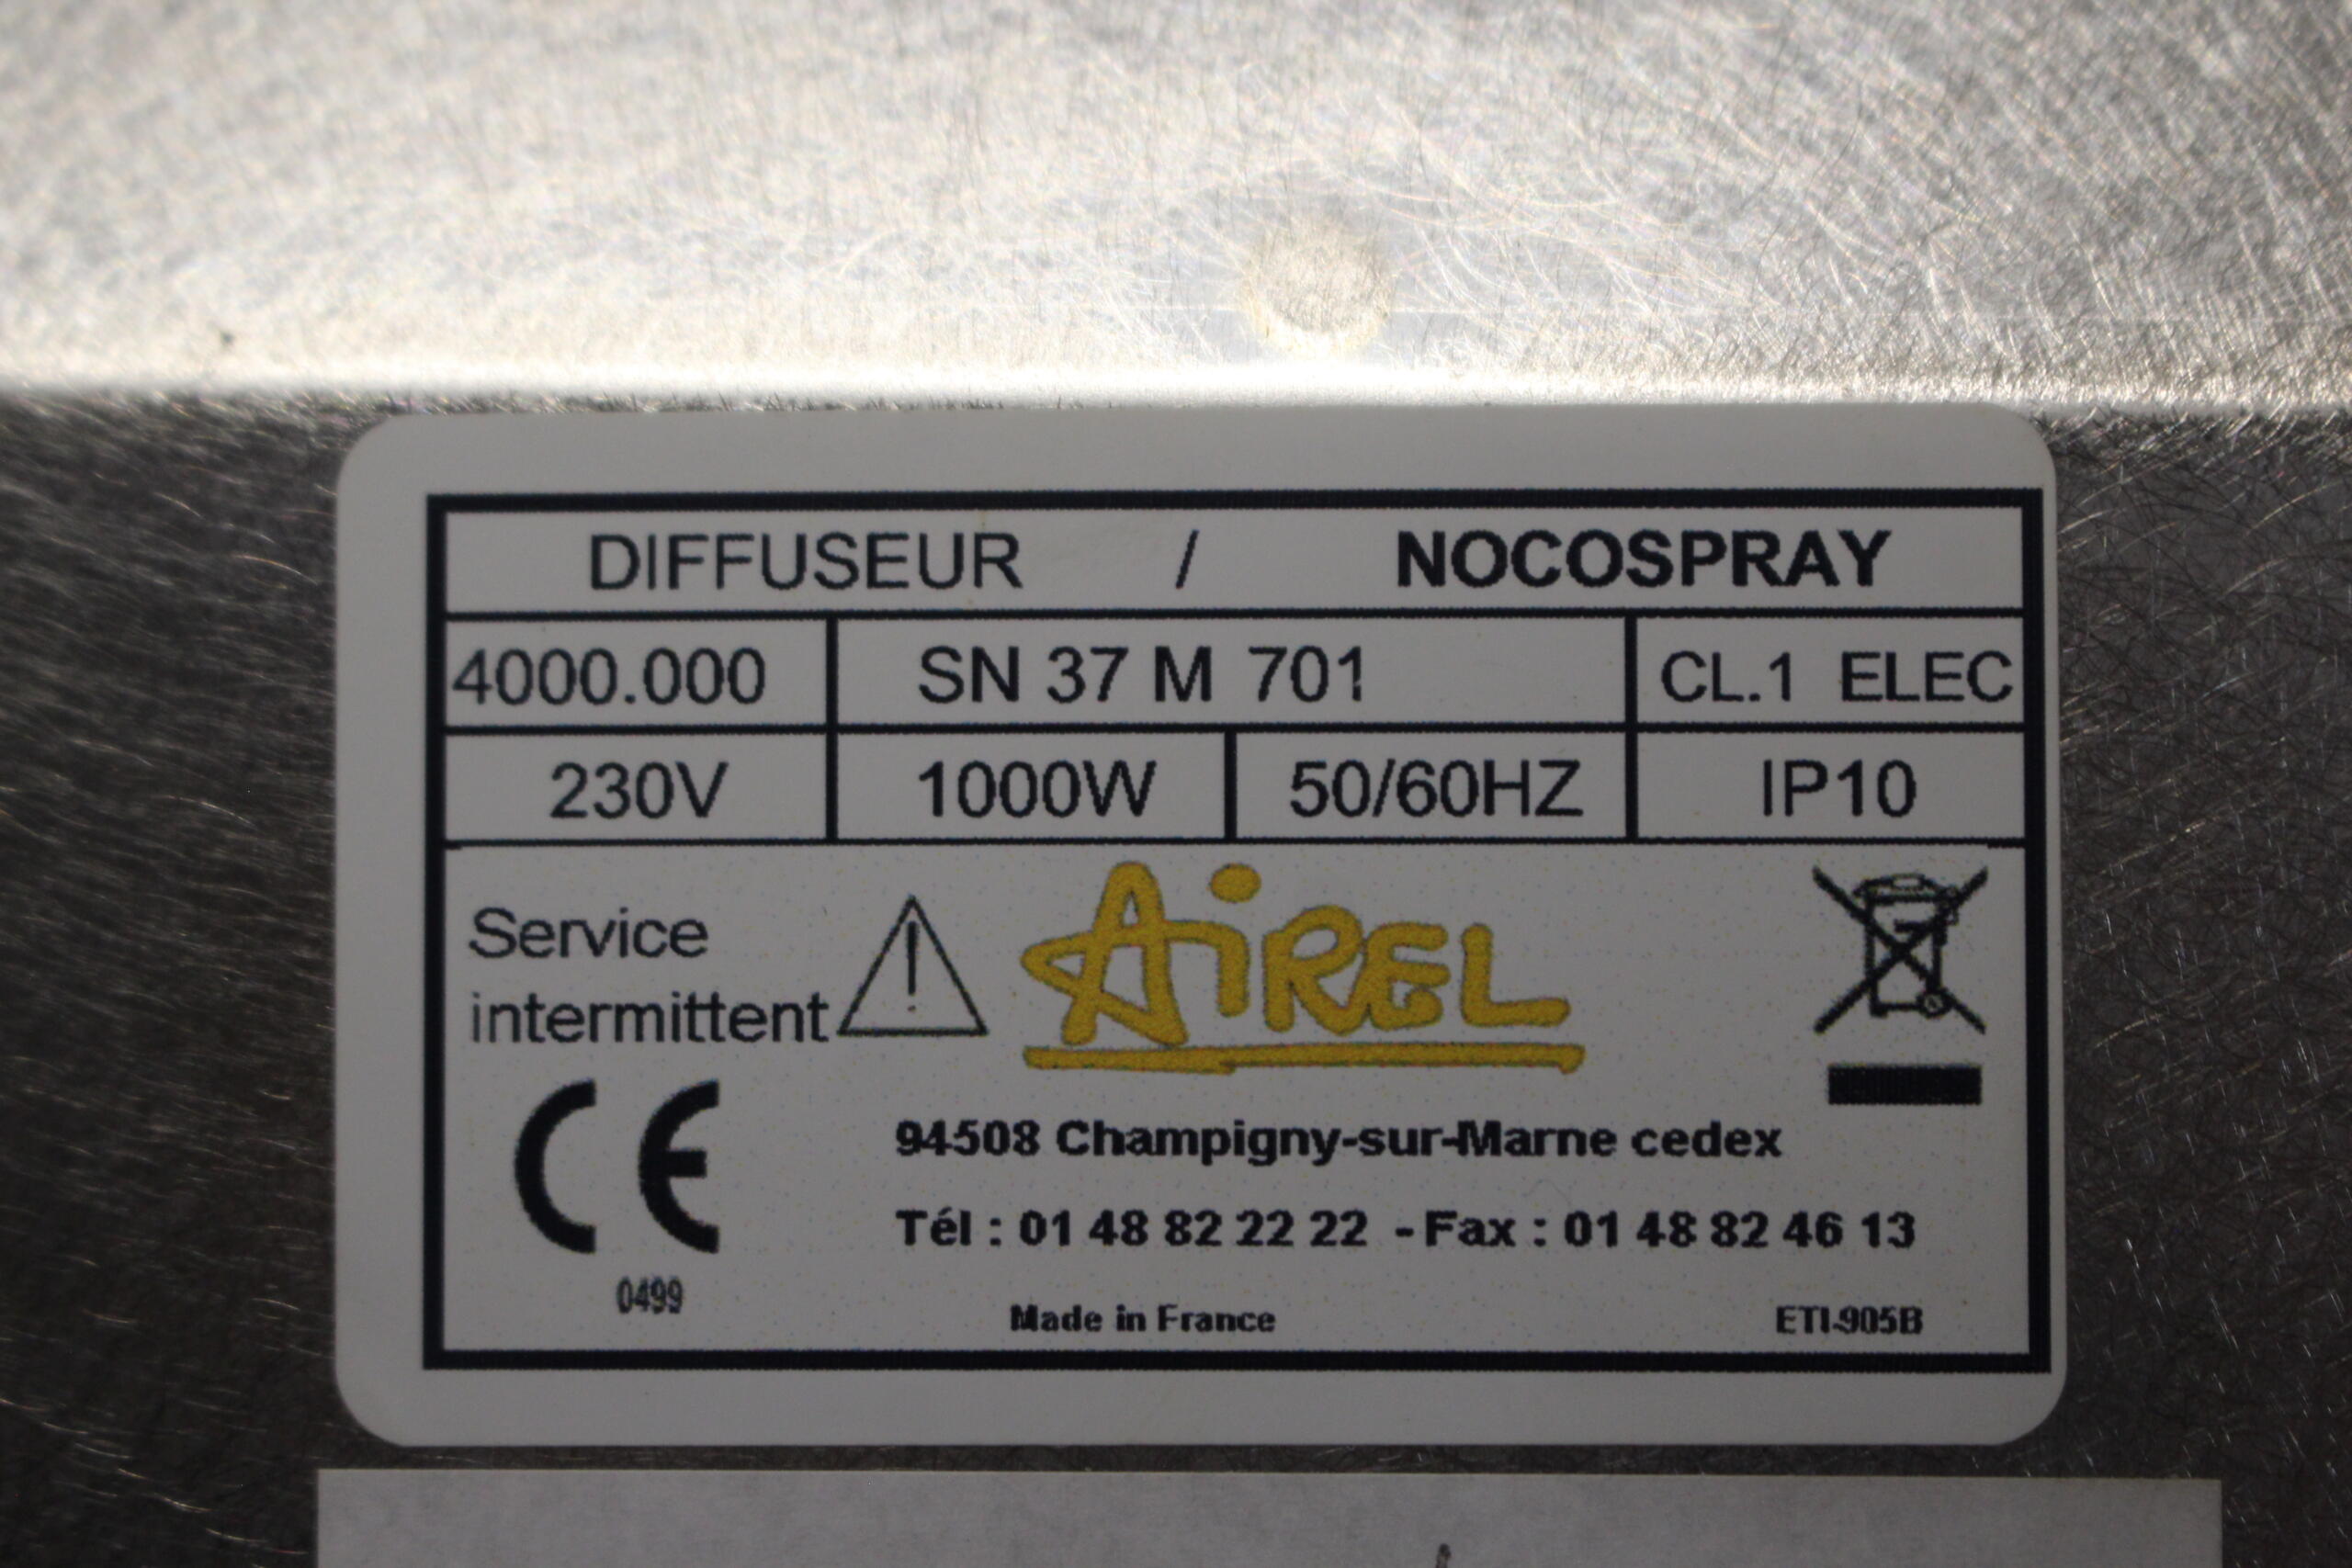 DIFFUSEUR / NOCOSPRAY
4000.000 SN 37 M 701 CL.1 ELEC
230V 1000W 50/60HZ IP10
Service
intermittent
AiREL
CE
0499
94508 Champigny-sur-Marne cedex
Tél : 01 48 82 22 22 - Fax : 01 48 82 46 13
Made in France ETI-905B